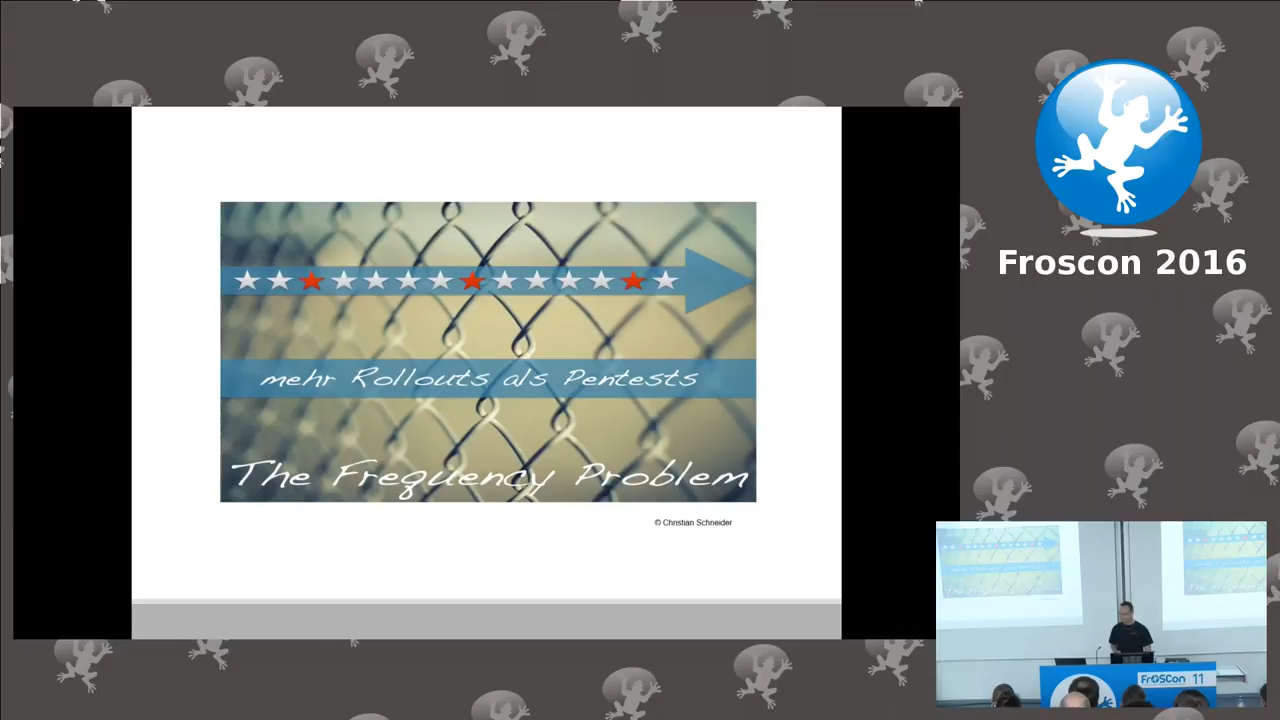 mehr Rollouts als Pentests
The Frequency Problem
© Christian Schneider
Froscon 2016
FrOSCon 11